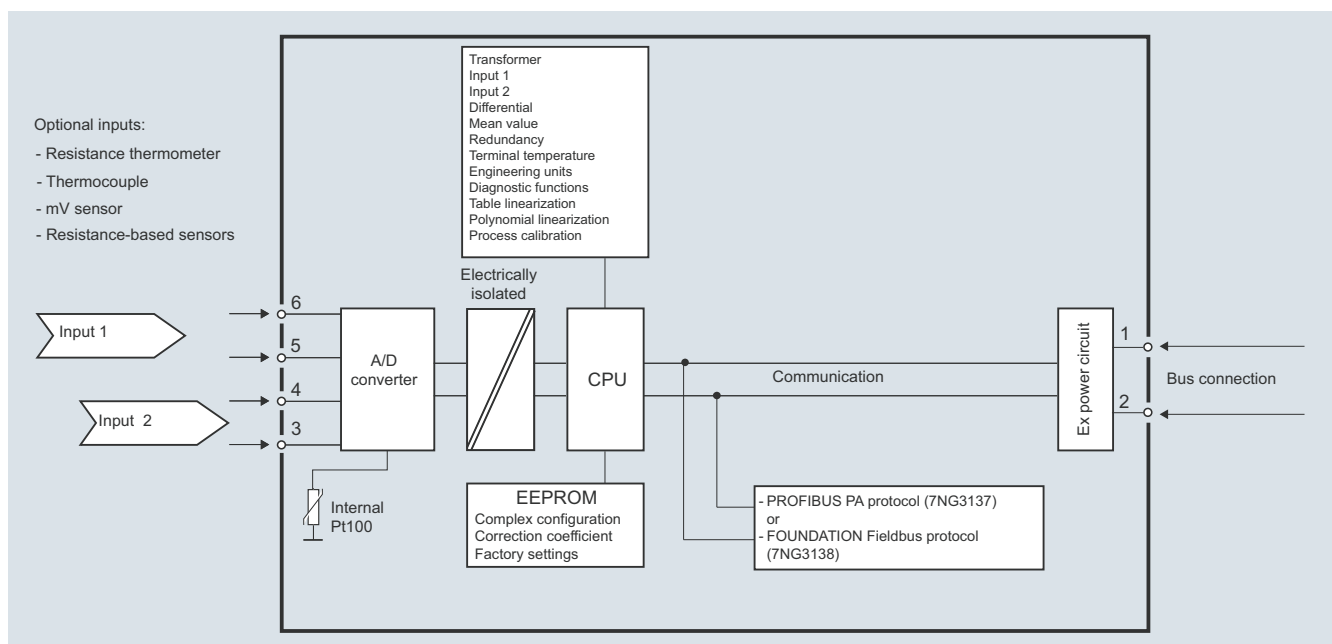 Transformer
Input 1
Input 2
Differential
Mean value
Redundancy
Terminal temperature
Engineering units
Diagnostic functions
Table linearization
Polynomial linearization
Process calibration
Optional inputs:
- Resistance thermometer
- Thermocouple
- mV sensor
- Resistance-based sensors
Electrically
isolated
Input 1
Input 2
6
5
4
3
A/D
converter
CPU
Communication
Ex power circuit
1
2
Bus connection
Internal
Pt100
EEPROM
Complex configuration
Correction coefficient
Factory settings
- PROFIBUS PA protocol (7NG3137)
or
- FOUNDATION Fieldbus protocol
(7NG3138)